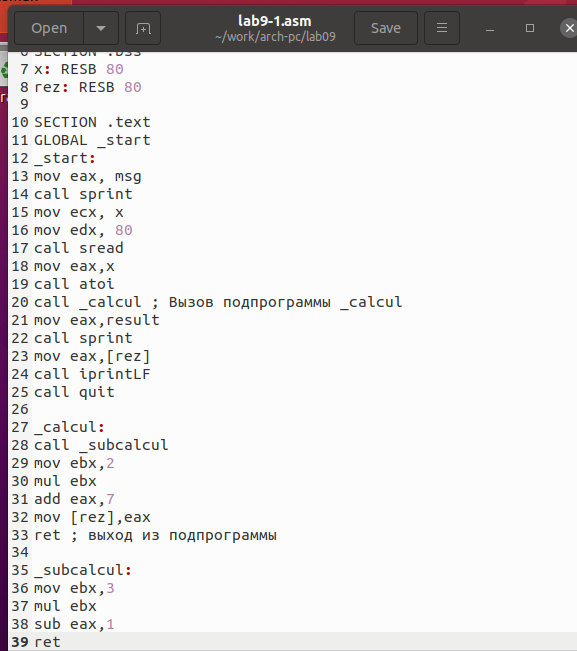 Open
lab9-1.asm
~/work/arch-pc/lab09
Save
6 SECTION .bss
7 x: RESB 80
8 rez: RESB 80
9
10 SECTION .text
11 GLOBAL _start
12 _start:
13 mov eax, msg
14 call sprint
15 mov ecx, x
16 mov edx, 80
17 call sread
18 mov eax,x
19 call atoi
20 call _calcul ; Вызов подпрограммы _calcul
21 mov eax,result
22 call sprint
23 mov eax,[rez]
24 call iprintLF
25 call quit
26
27 _calcul:
28 call _subcalcul
29 mov ebx,2
30 mul ebx
31 add eax,7
32 mov [rez],eax
33 ret ; выход из подпрограммы
34
35 _subcalcul:
36 mov ebx,3
37 mul ebx
38 sub eax,1
39 ret